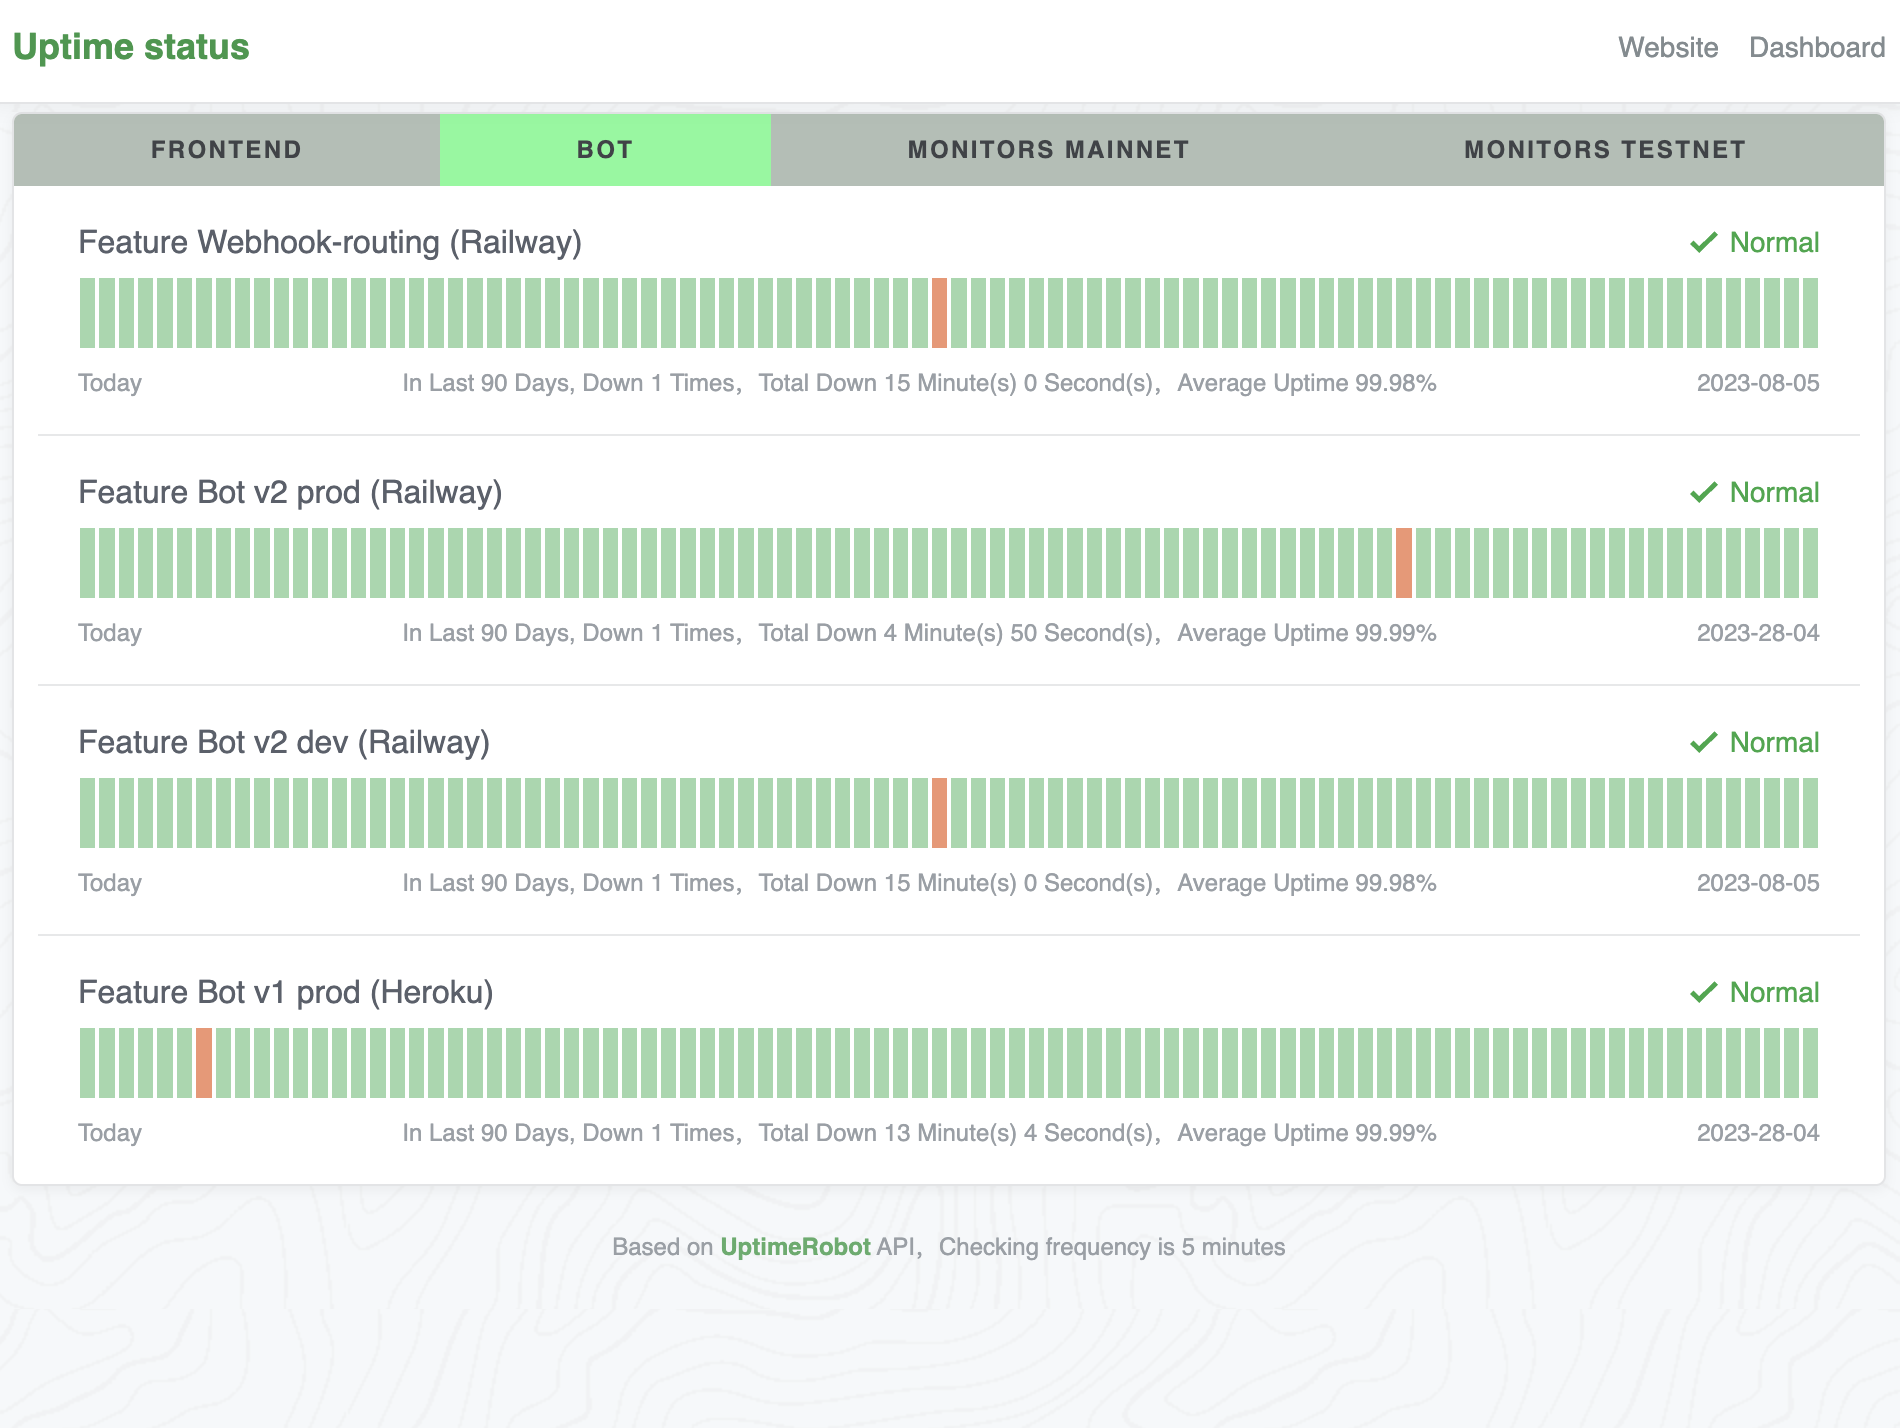 Uptime status
Website Dashboard
FRONTEND BOT MONITORS MAINNET MONITORS TESTNET
Feature Webhook-routing (Railway) Normal
Today In Last 90 Days, Down 1 Times，Total Down 15 Minute(s) 0 Second(s)，Average Uptime 99.98% 2023-08-05
Feature Bot v2 prod (Railway) Normal
Today In Last 90 Days, Down 1 Times，Total Down 4 Minute(s) 50 Second(s)，Average Uptime 99.99% 2023-28-04
Feature Bot v2 dev (Railway) Normal
Today In Last 90 Days, Down 1 Times，Total Down 15 Minute(s) 0 Second(s)，Average Uptime 99.98% 2023-08-05
Feature Bot v1 prod (Heroku) Normal
Today In Last 90 Days, Down 1 Times，Total Down 13 Minute(s) 4 Second(s)，Average Uptime 99.99% 2023-28-04
Based on UptimeRobot API，Checking frequency is 5 minutes